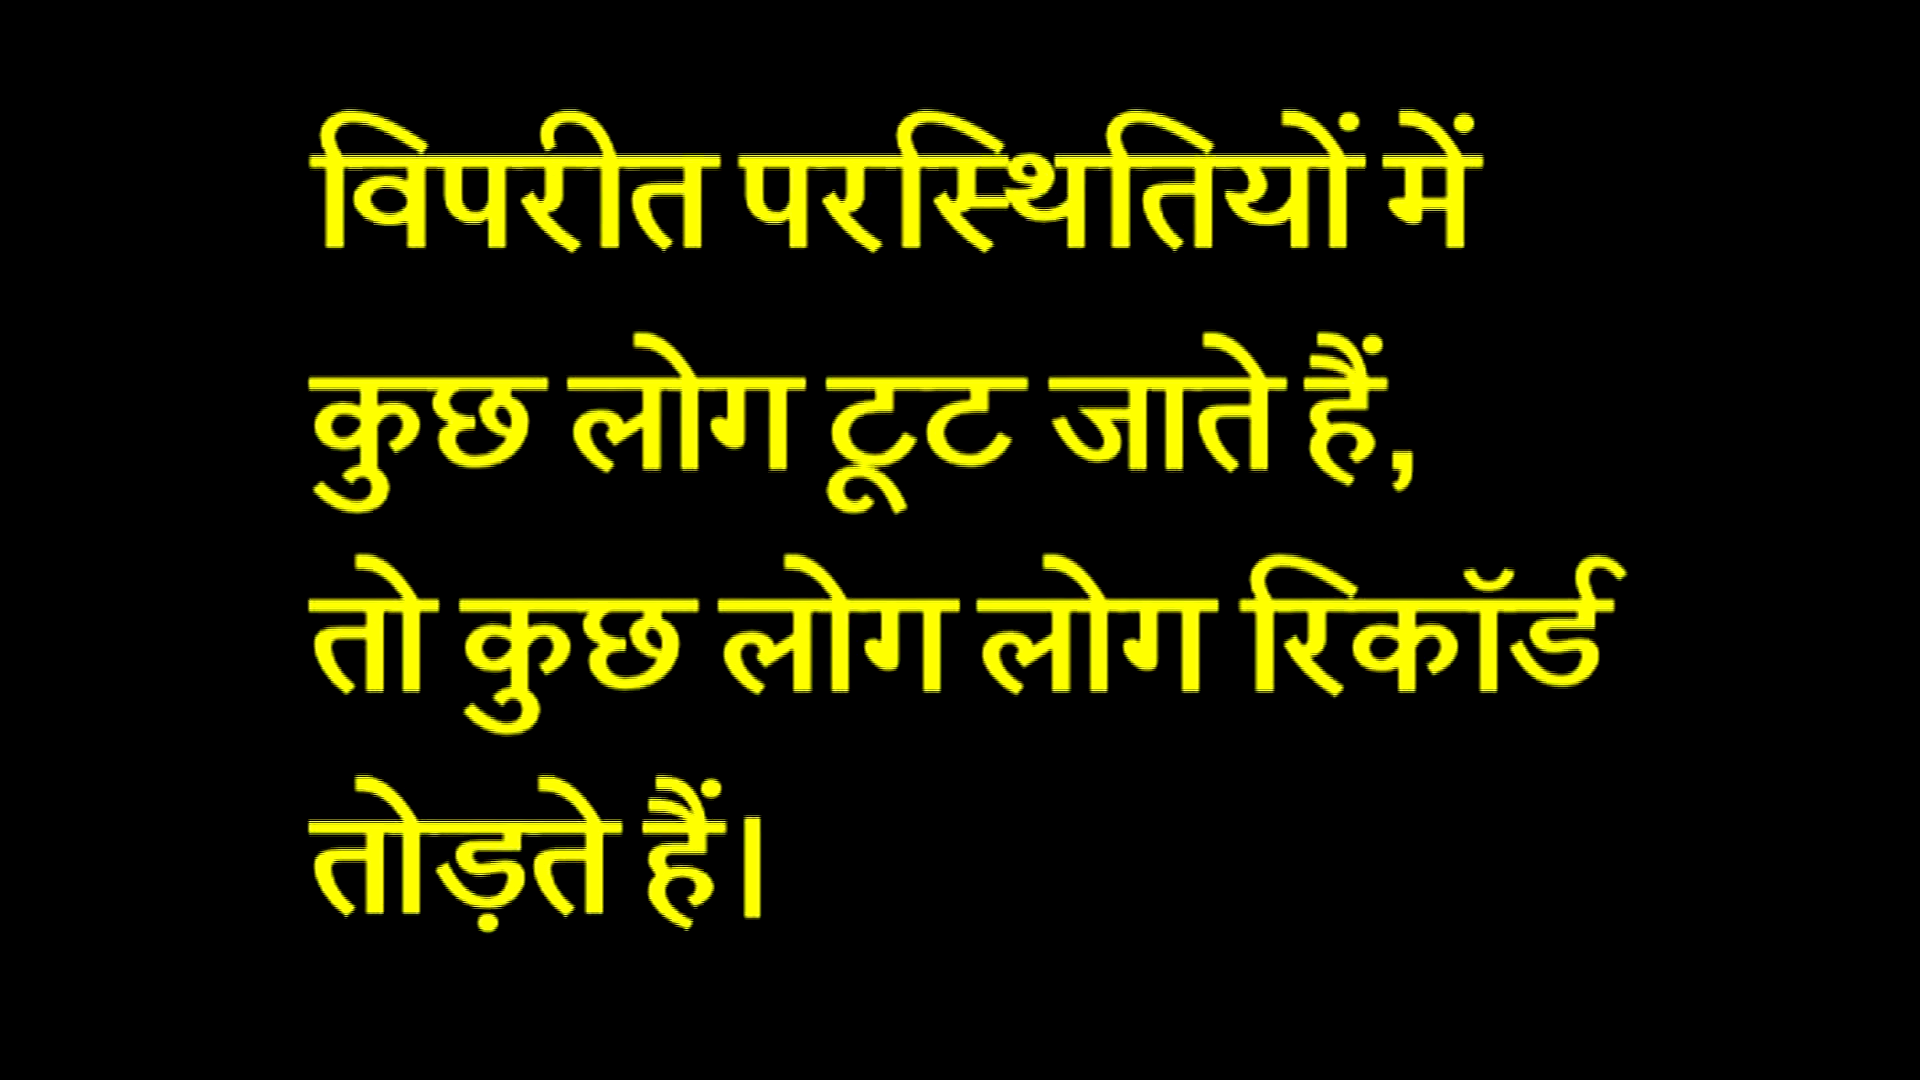 विपरीत परस्थितियों में
कुछ लोग टूट जाते हैं,
तो कुछ लोग लोग रिकॉर्ड
तोड़ते हैं।